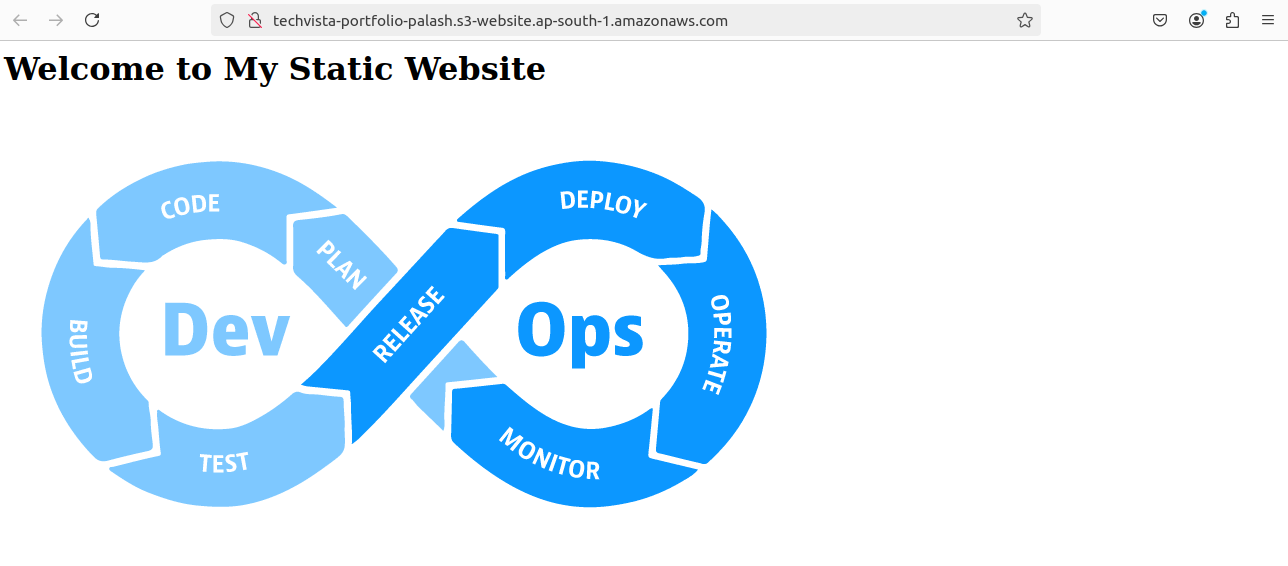 techvista-portfolio-palash.s3-website.ap-south-1.amazonaws.com
Welcome to My Static Website
CODE
PLAN
BUILD
TEST
Dev
RELEASE
DEPLOY
OPERATE
MONITOR
Ops